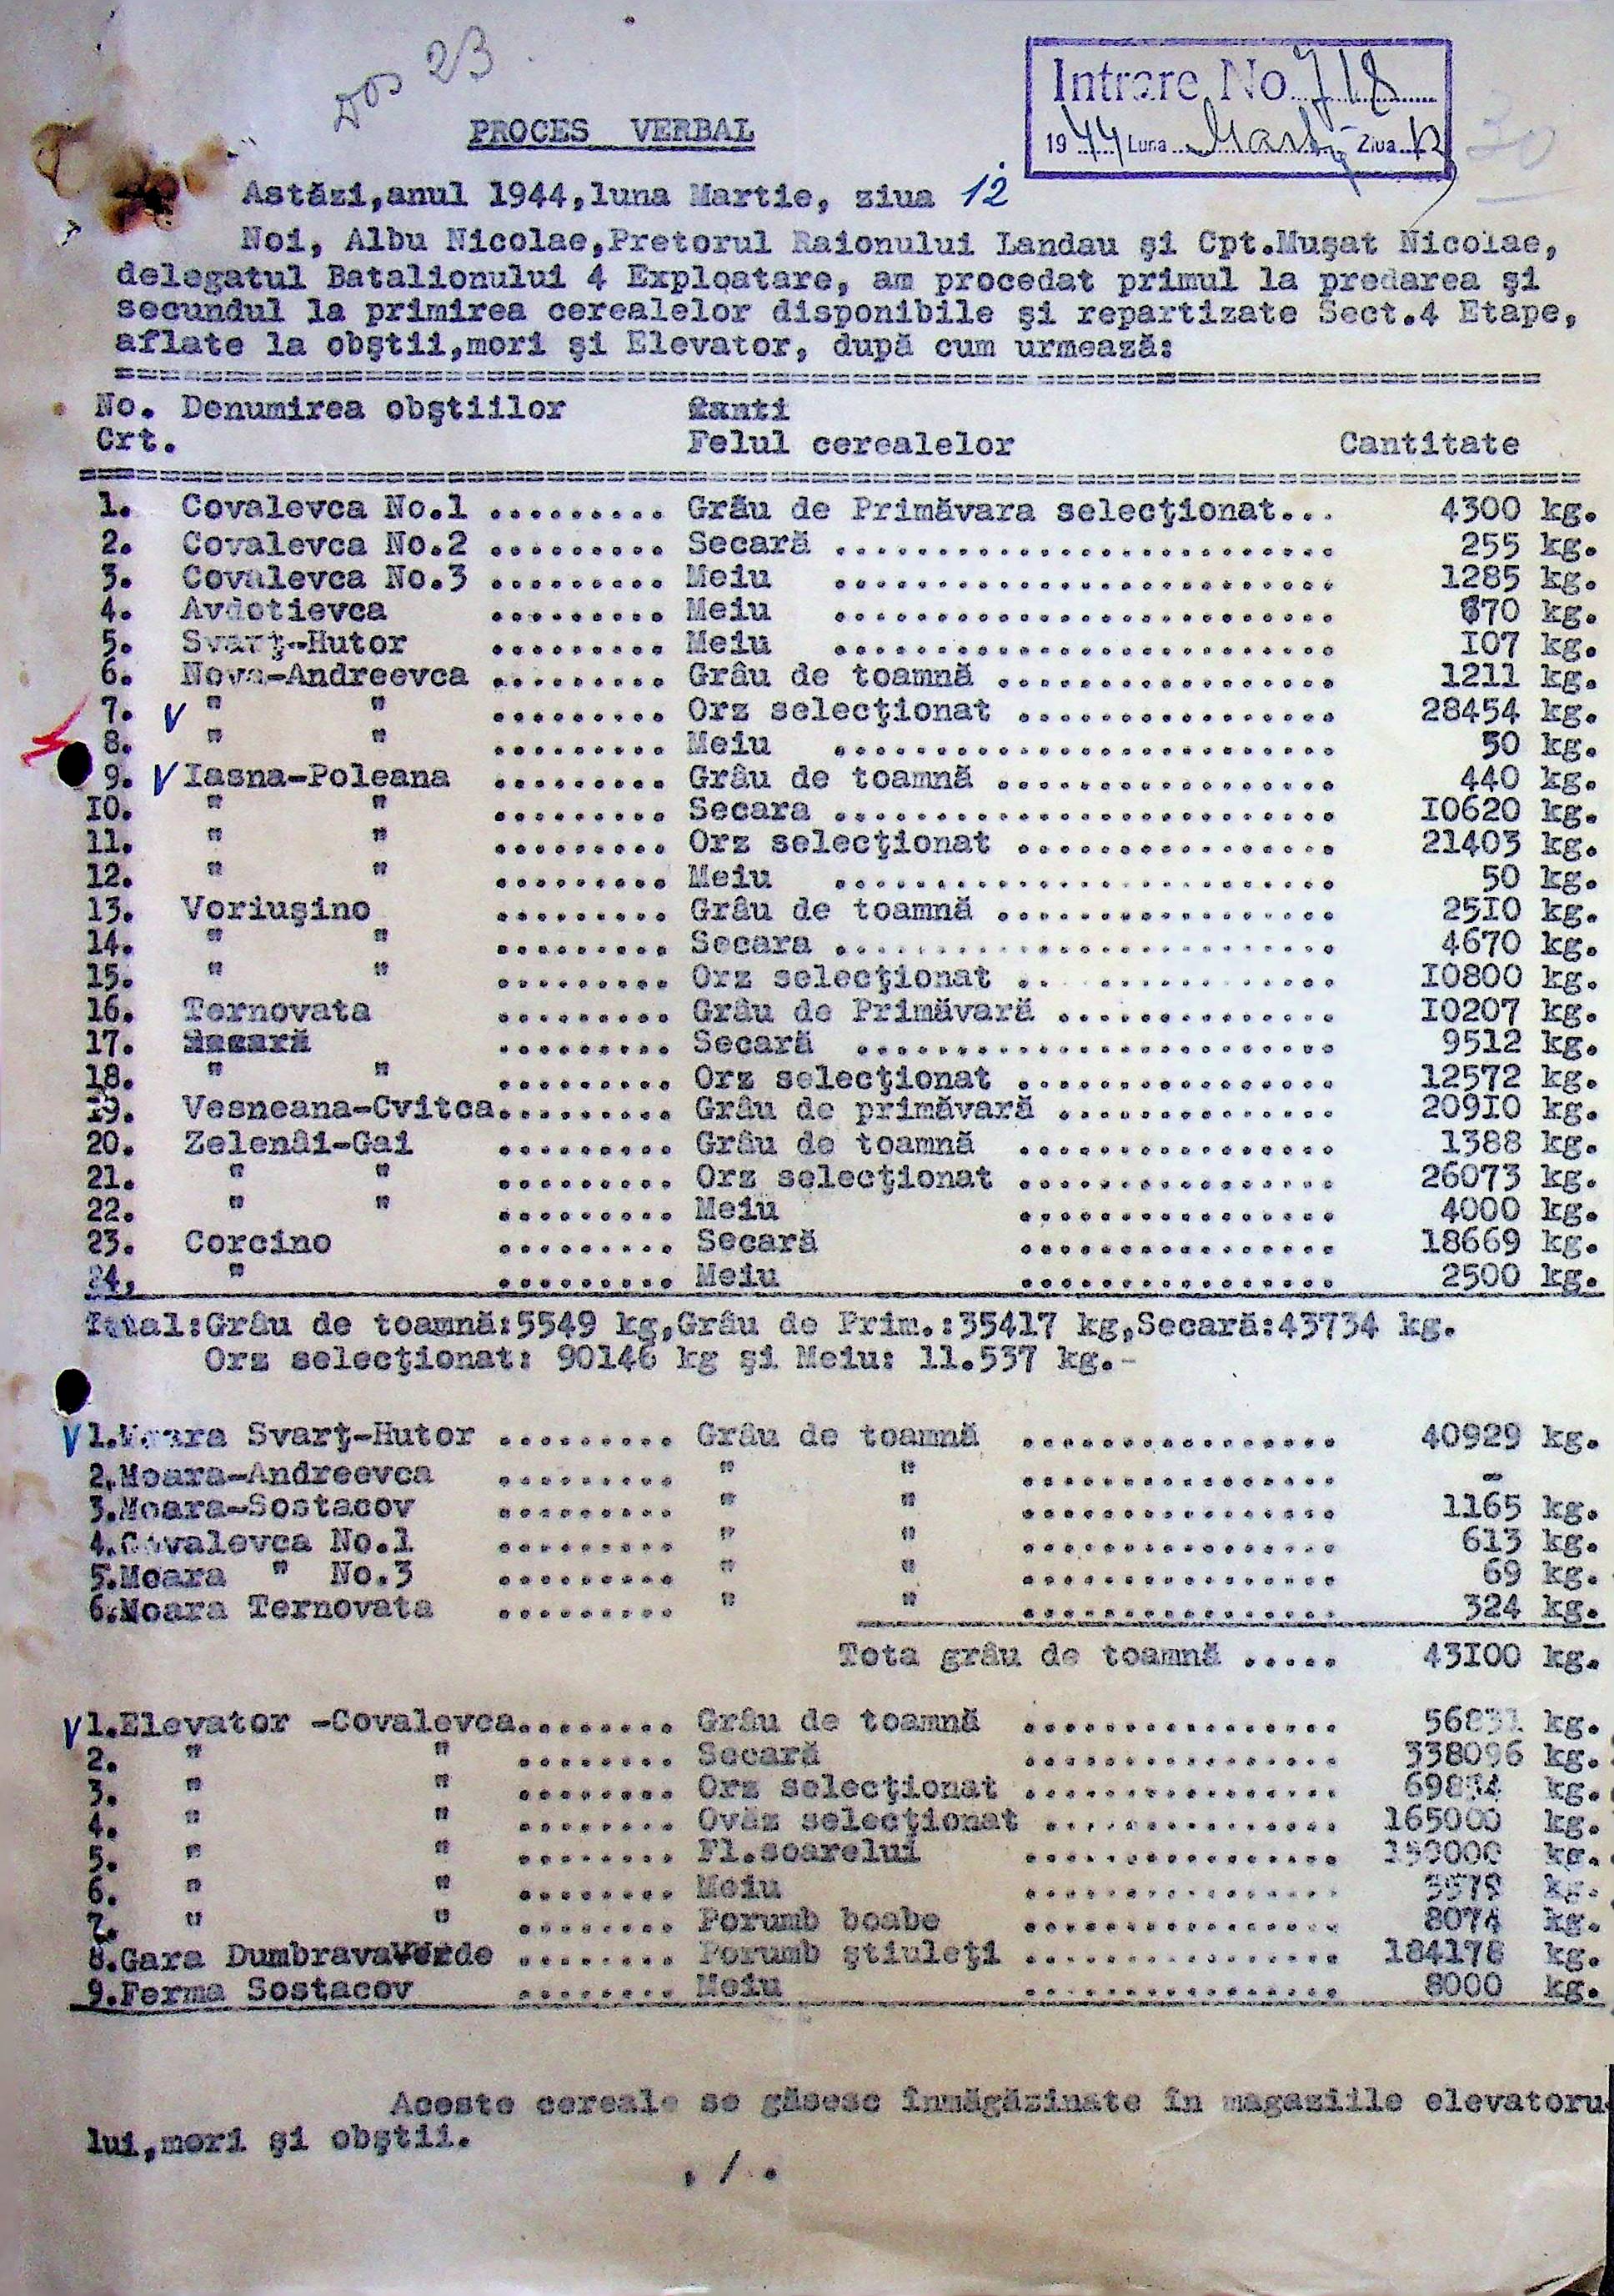 Dos 23
Intrare No. 718
1944 Luna Martie Ziua 12
PROCES VERBAL
Astăzi,anul 1944,luna Martie, ziua 12
Noi, Albu Nicolae,Pretorul Raionului Landau şi Cpt.Muşat Nicolae,
delegatul Batalionului 4 Exploatare, am procedat primul la predarea şi
secundul la primirea cerealelor disponibile şi repartizate Sect.4 Etape,
aflate la obştii,mori şi Elevator, după cum urmează:
No. Denumirea obştiilor Canti
Crt. Felul cerealelor Cantitate
1. Covalevca No.1 ......... Grâu de Primăvara selecţionat... 4300 kg.
2. Covalevca No.2 ......... Secară ......................... 255 kg.
3. Covalevca No.3 ......... Meiu ......................... 1285 kg.
4. Avdotievca ......... Meiu ......................... 70 kg.
5. Svarţ-Hutor ......... Meiu ......................... I07 kg.
6. Nova-Andreevca ......... Grâu de toamnă ................. 1211 kg.
7. V " " ......... Orz selecţionat ................ 28454 kg.
8. " " ......... Meiu ......................... 50 kg.
9. V Iasna-Poleana ......... Grâu de toamnă ................. 440 kg.
I0. " " ......... Secara ......................... I0620 kg.
11. " " ......... Orz selecţionat ................ 21403 kg.
12. " " ......... Meiu ......................... 50 kg.
13. Voriuşino ......... Grâu de toamnă ................. 25I0 kg.
14. " " ......... Secara ......................... 4670 kg.
15. " " ......... Orz selecţionat ................ I0800 kg.
16. Ternovata ......... Grâu de Primăvară .............. I0207 kg.
17. Secară ......... Secară ........................ 9512 kg.
18. " " ......... Orz selecţionat ................ 12572 kg.
19. Vesneana-Cvitca......... Grâu de primăvară .............. 209I0 kg.
20. Zelenâi-Gai ......... Grâu de toamnă ................ 1388 kg.
21. " " ......... Orz selecţionat ................ 26073 kg.
22. " " ......... Meiu ................ 4000 kg.
23. Corcino ......... Secară ................ 18669 kg.
24, " ......... Meiu ................ 2500 kg.
Total:Grâu de toamnă:5549 kg,Grâu de Prim.:35417 kg,Secară:43734 kg.
Orz selecţionat: 90146 kg şi Meiu: 11.537 kg.-
V 1.Moara Svarţ-Hutor ......... Grâu de toamnă ................ 40929 kg.
2.Moara-Andreevca ......... " " ................ -
3.Moara-Sostacov ......... " " ................ 1165 kg.
4.Covalevca No.1 ......... " " ................ 613 kg.
5.Moara " No.3 ......... " " ................ 69 kg.
6.Moara Ternovata ......... " " ................ 324 kg.
Tota grâu de toamnă ..... 43I00 kg.
V 1.Elevator -Covalevca........ Grâu de toamnă ................ 56831 kg.
2. " " ........ Secară ................ 338096 kg.
3. " " ........ Orz selecţionat ................ 69834 kg.
4. " " ........ Ovăz selecţionat ............... 165000 kg.
5. " " ........ Fl.soarelui ................ kg.
6. " " ........ Meiu ................ kg.
7. " " ........ Porumb boabe ................ 8074 kg.
8.Gara DumbravaVerde ........ Porumb ştiuleţi ................ 184178 kg.
9.Ferma Sostacov ........ Meiu ................ 8000 kg.
Aceste cereale se găsesc înmăgăzinate în magaziile elevatoru-
lui,mori şi obştii.
./.